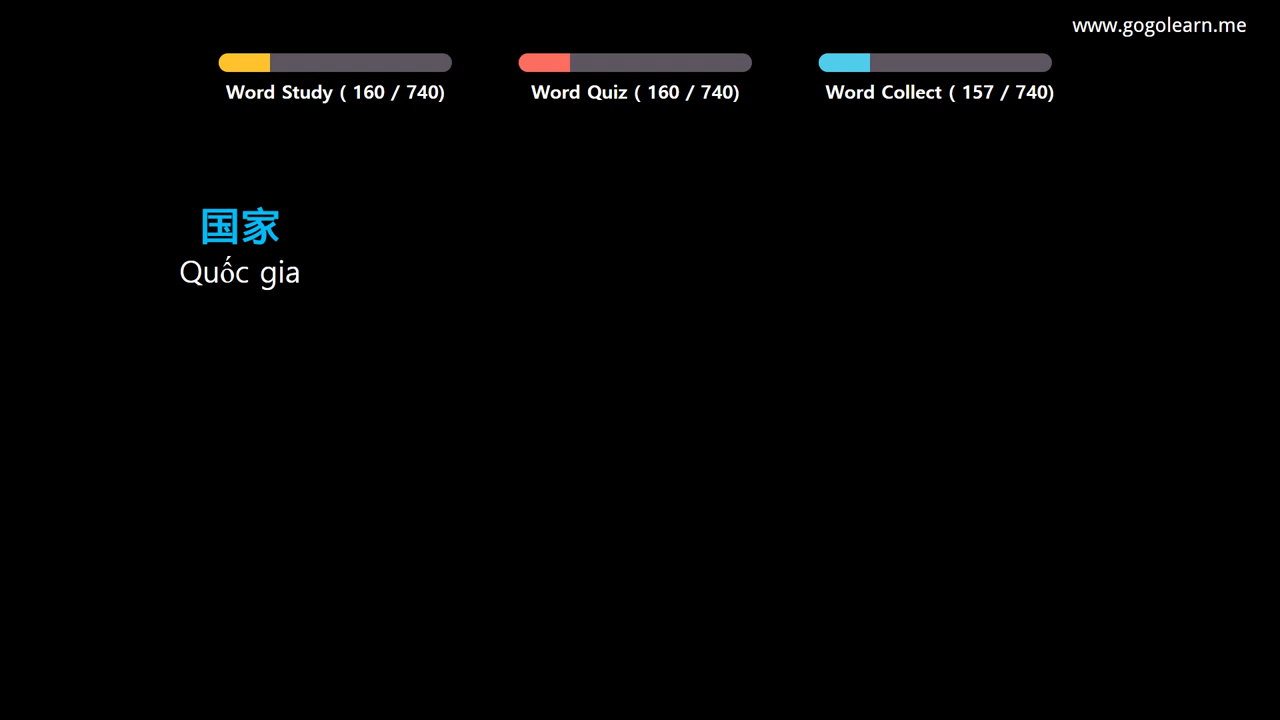 www.gogolearn.me
Word Study ( 160 / 740)
Word Quiz ( 160 / 740)
Word Collect ( 157 / 740)
国家
Quốc gia